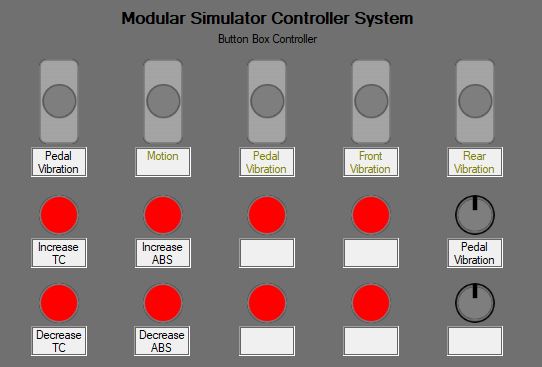 Modular Simulator Controller System
Button Box Controller
Pedal
Vibration
Motion
Pedal
Vibration
Front
Vibration
Rear
Vibration
Increase
TC
Increase
ABS
Pedal
Vibration
Decrease
TC
Decrease
ABS